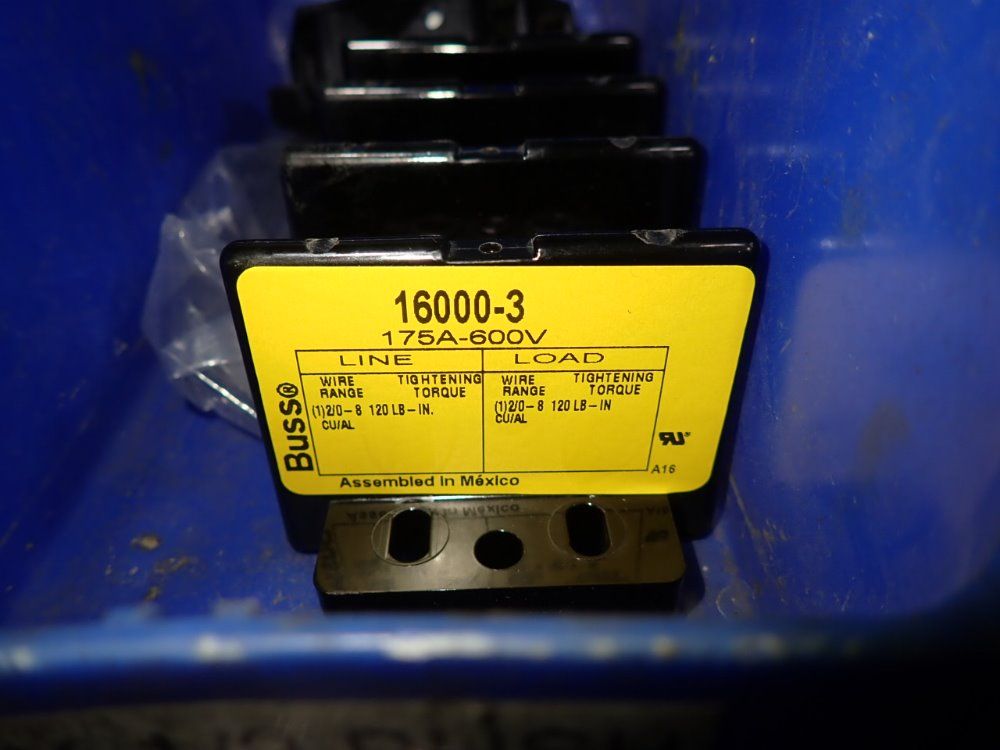 16000-3
175A-600V
LINE LOAD
WIRE TIGHTENING WIRE TIGHTENING
RANGE TORQUE RANGE TORQUE
(1)2/0-8 120 LB-IN. (1)2/0-8 120 LB-IN
CU/AL CU/AL
Buss®
RU®
A16
Assembled in México